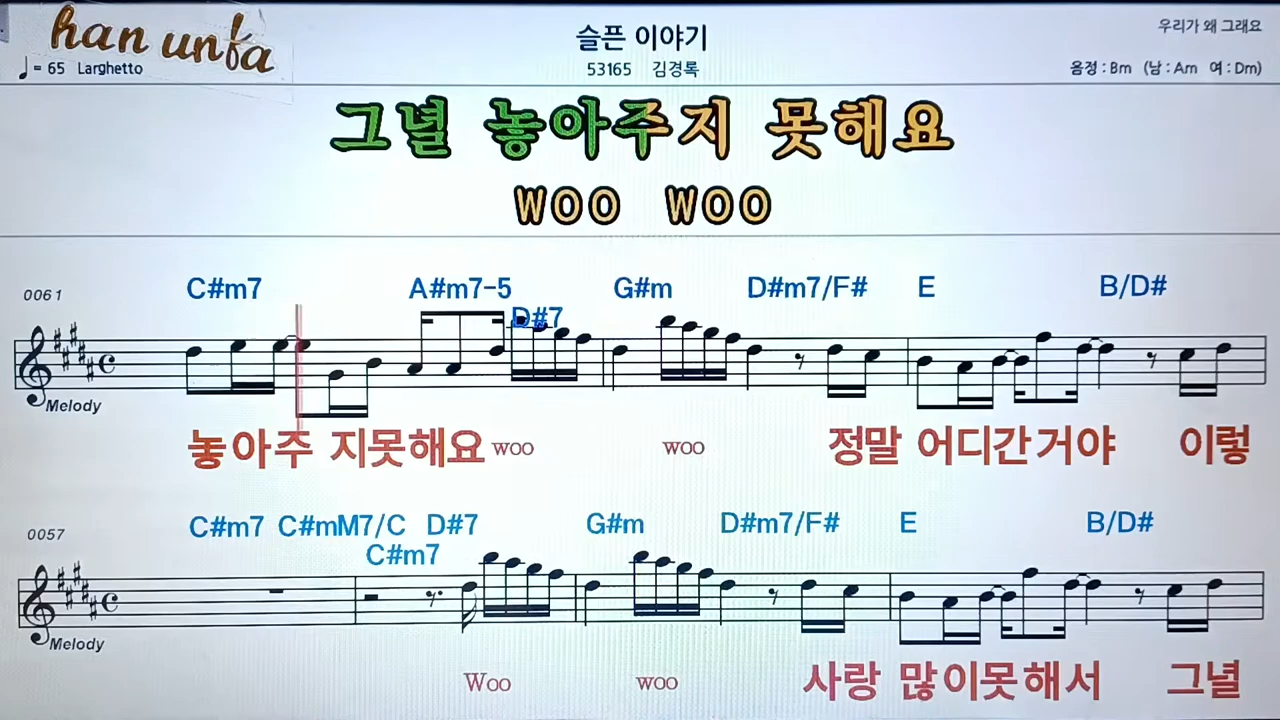 han unfa
슬픈 이야기
우리가 왜 그래요
♩= 65 Larghetto
53165 김경록
음정 : Bm (남 : Am 여 : Dm)
그녈 놓아주지 못해요
WOO WOO
0061
C#m7 A#m7-5 D#7 G#m D#m7/F# E B/D#
Melody
놓아주 지못해요 woo woo 정말 어디간거야 이렇
0057
C#m7 C#mM7/C D#7 G#m D#m7/F# E B/D#
C#m7
Melody
Woo woo 사랑 많이못해서 그녈